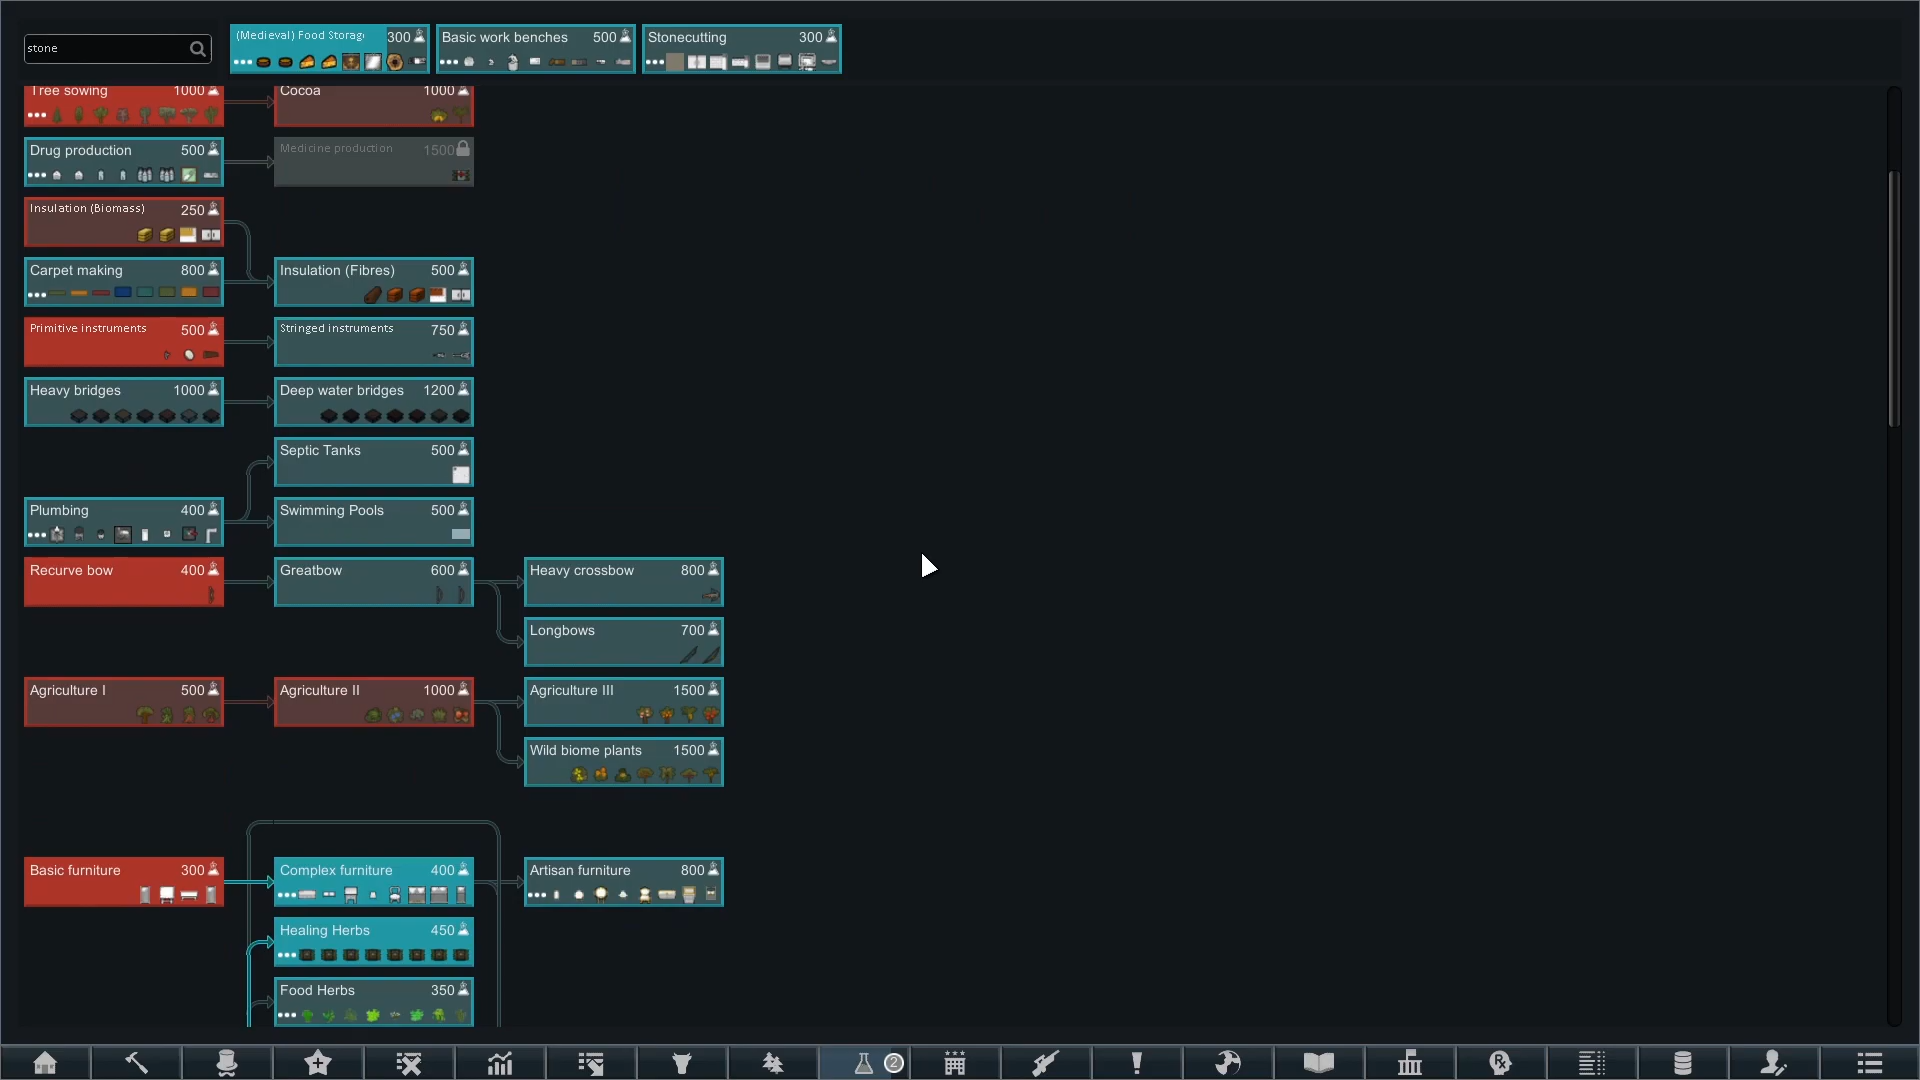 stone
(Medieval) Food Storag 300
Basic work benches 500
Stonecutting 300
Tree sowing 1000
Cocoa 1000
Drug production 500
Medicine production 1500
Insulation (Biomass) 250
Carpet making 800
Insulation (Fibres) 500
Primitive instruments 500
Stringed instruments 750
Heavy bridges 1000
Deep water bridges 1200
Septic Tanks 500
Plumbing 400
Swimming Pools 500
Recurve bow 400
Greatbow 600
Heavy crossbow 800
Longbows 700
Agriculture I 500
Agriculture II 1000
Agriculture III 1500
Wild biome plants 1500
Basic furniture 300
Complex furniture 400
Artisan furniture 800
Healing Herbs 450
Food Herbs 350
2